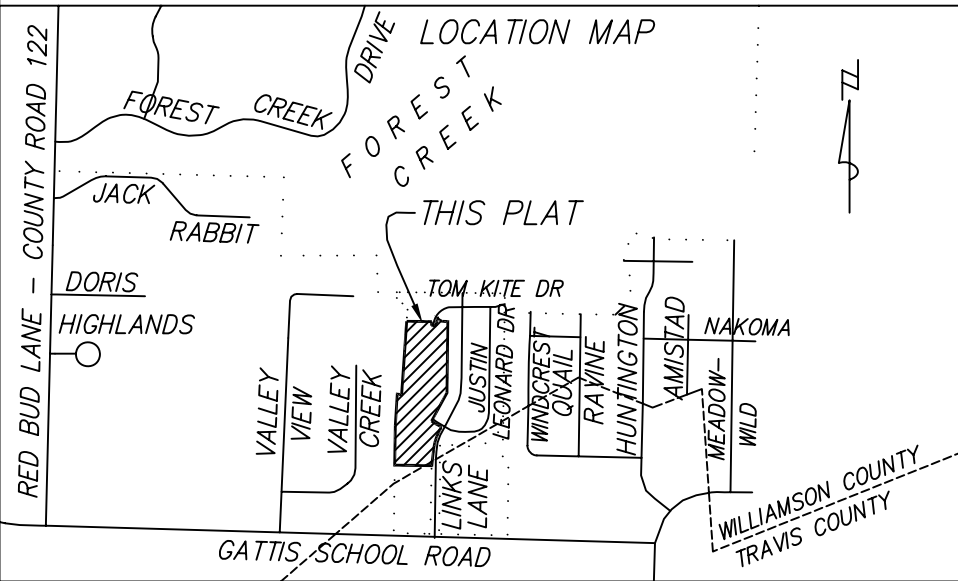 LOCATION MAP
RED BUD LANE - COUNTY ROAD 122
FOREST CREEK DRIVE
FOREST
CREEK
N
JACK
RABBIT
THIS PLAT
DORIS
HIGHLANDS
TOM KITE DR
VALLEY
VIEW
VALLEY
CREEK
JUSTIN
LEONARD DR
WINDCREST
QUAIL
RAVINE
HUNTINGTON
AMISTAD
NAKOMA
MEADOW-
WILD
LINKS
LANE
WILLIAMSON COUNTY
TRAVIS COUNTY
GATTIS SCHOOL ROAD